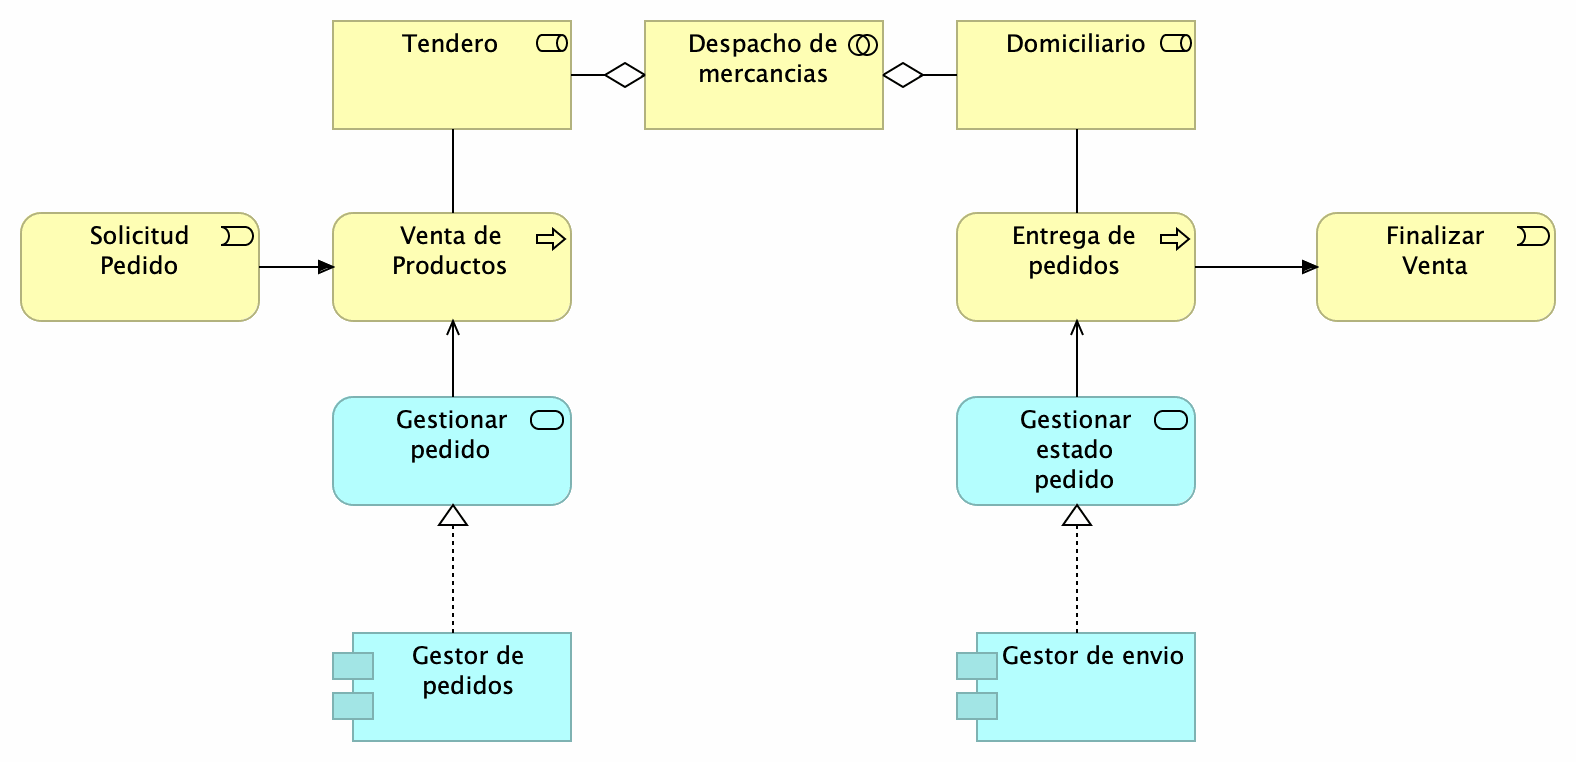 Tendero
Despacho de
mercancias
Domiciliario
Solicitud
Pedido
Venta de
Productos
Entrega de
pedidos
Finalizar
Venta
Gestionar
pedido
Gestionar
estado
pedido
Gestor de
pedidos
Gestor de envio